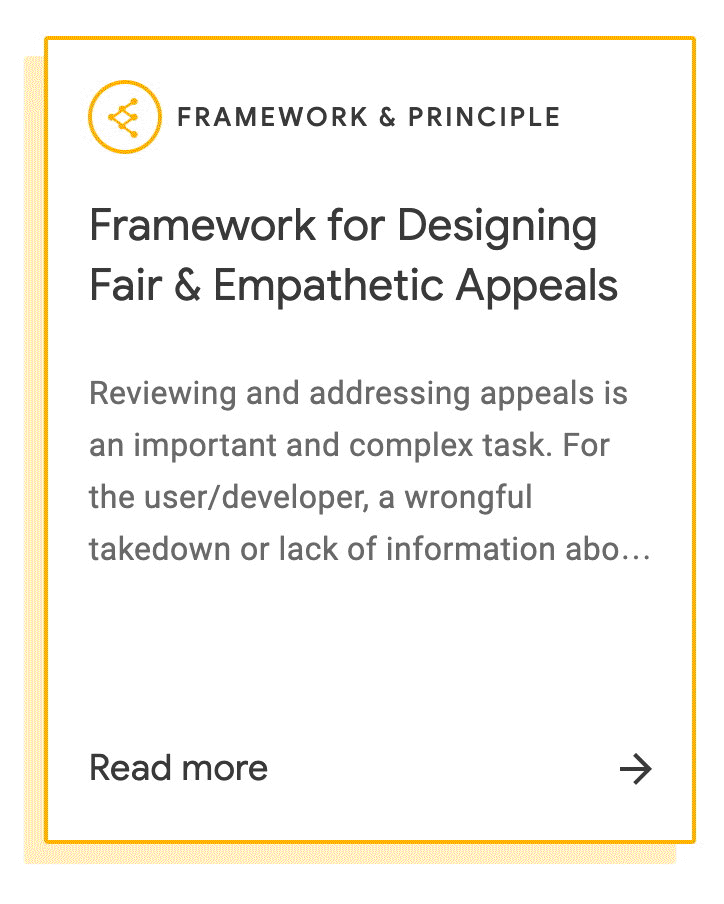 FRAMEWORK & PRINCIPLE
Framework for Designing
Fair & Empathetic Appeals
Reviewing and addressing appeals is
an important and complex task. For
the user/developer, a wrongful
takedown or lack of information abo…
Read more